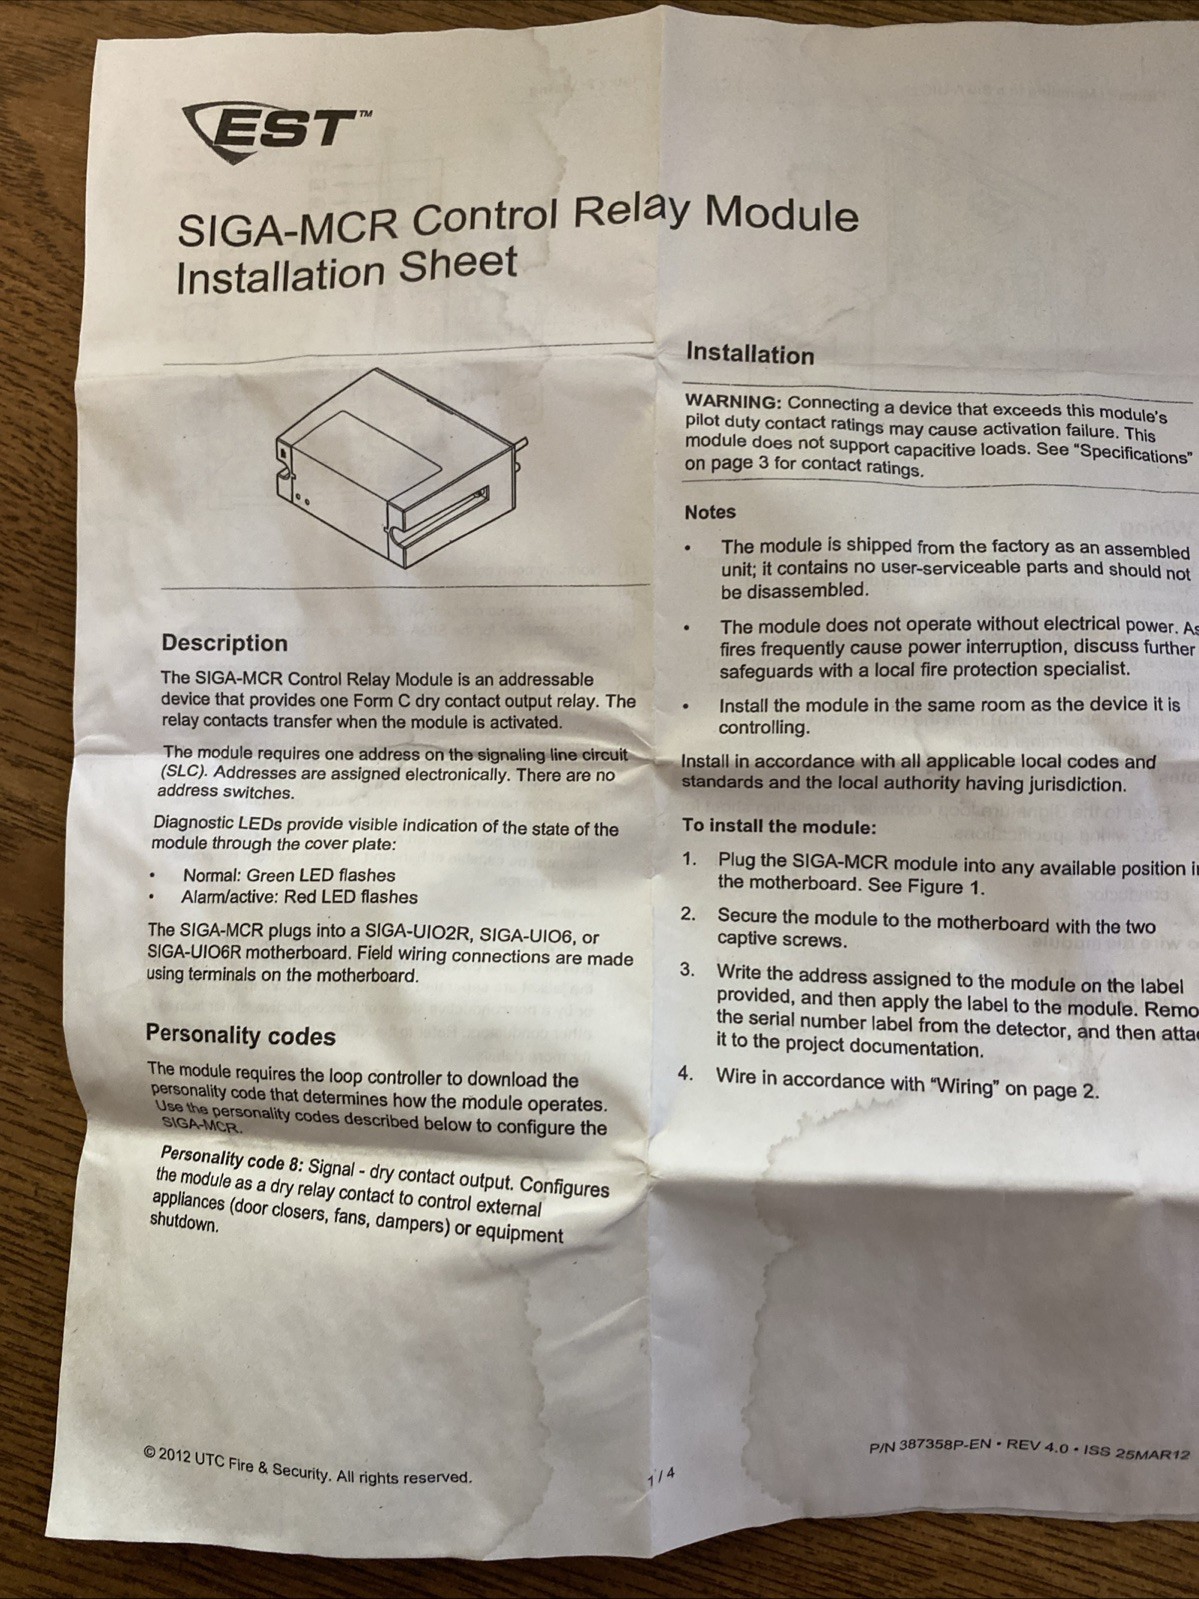 EST™
SIGA-MCR Control Relay Module
Installation Sheet
Description
The SIGA-MCR Control Relay Module is an addressable
device that provides one Form C dry contact output relay. The
relay contacts transfer when the module is activated.
The module requires one address on the signaling line circuit
(SLC). Addresses are assigned electronically. There are no
address switches.
Diagnostic LEDs provide visible indication of the state of the
module through the cover plate:
• Normal: Green LED flashes
• Alarm/active: Red LED flashes
The SIGA-MCR plugs into a SIGA-UIO2R, SIGA-UIO6, or
SIGA-UIO6R motherboard. Field wiring connections are made
using terminals on the motherboard.
Personality codes
The module requires the loop controller to download the
personality code that determines how the module operates.
Use the personality codes described below to configure the
SIGA-MCR.
Personality code 8: Signal - dry contact output. Configures
the module as a dry relay contact to control external
appliances (door closers, fans, dampers) or equipment
shutdown.
Installation
WARNING: Connecting a device that exceeds this module's
pilot duty contact ratings may cause activation failure. This
module does not support capacitive loads. See “Specifications”
on page 3 for contact ratings.
Notes
• The module is shipped from the factory as an assembled
unit; it contains no user-serviceable parts and should not
be disassembled.
• The module does not operate without electrical power. As
fires frequently cause power interruption, discuss further
safeguards with a local fire protection specialist.
• Install the module in the same room as the device it is
controlling.
Install in accordance with all applicable local codes and
standards and the local authority having jurisdiction.
To install the module:
1. Plug the SIGA-MCR module into any available position in
the motherboard. See Figure 1.
2. Secure the module to the motherboard with the two
captive screws.
3. Write the address assigned to the module on the label
provided, and then apply the label to the module. Remo
the serial number label from the detector, and then atta
it to the project documentation.
4. Wire in accordance with “Wiring” on page 2.
© 2012 UTC Fire & Security. All rights reserved.
1 / 4
P/N 387358P-EN • REV 4.0 • ISS 25MAR12